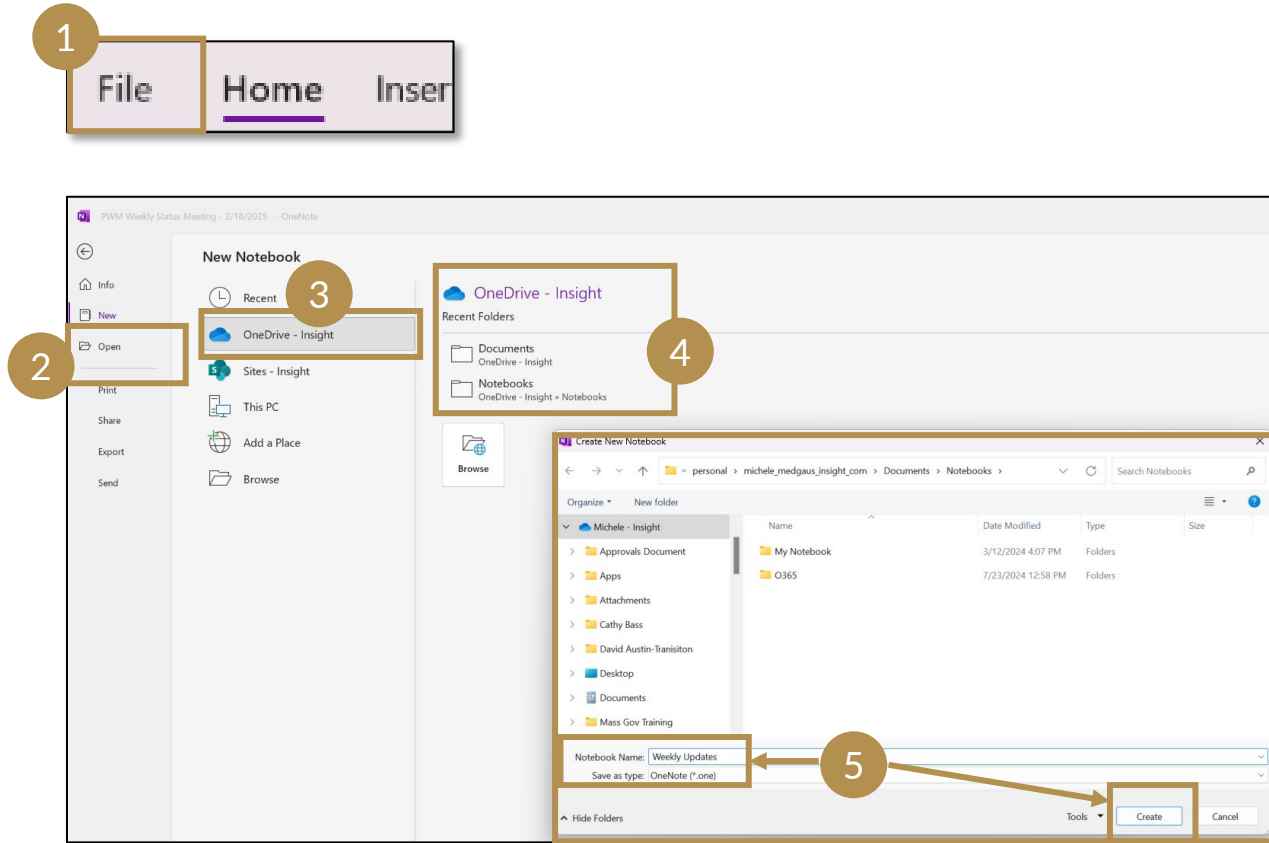 1
File Home Inser
PWM Weekly Status Meeting - 2/18/2025 - OneNote
Info
New
2
Open
Print
Share
Export
Send
New Notebook
3
Recent
OneDrive - Insight
Sites - Insight
This PC
Add a Place
Browse
OneDrive - Insight
Recent Folders
4
Documents
OneDrive - Insight
Notebooks
OneDrive - Insight » Notebooks
Browse
Create New Notebook
« personal › michele_medgaus_insight_com › Documents › Notebooks ›
Search Notebooks
Organize New folder
Michele - Insight
Approvals Document
Apps
Attachments
Cathy Bass
David Austin-Tranisiton
Desktop
Documents
Mass Gov Training
Name Date Modified Type Size
My Notebook 3/12/2024 4:07 PM Folders
O365 7/23/2024 12:58 PM Folders
Notebook Name: Weekly Updates
Save as type: OneNote (*.one)
5
Hide Folders Tools Create Cancel